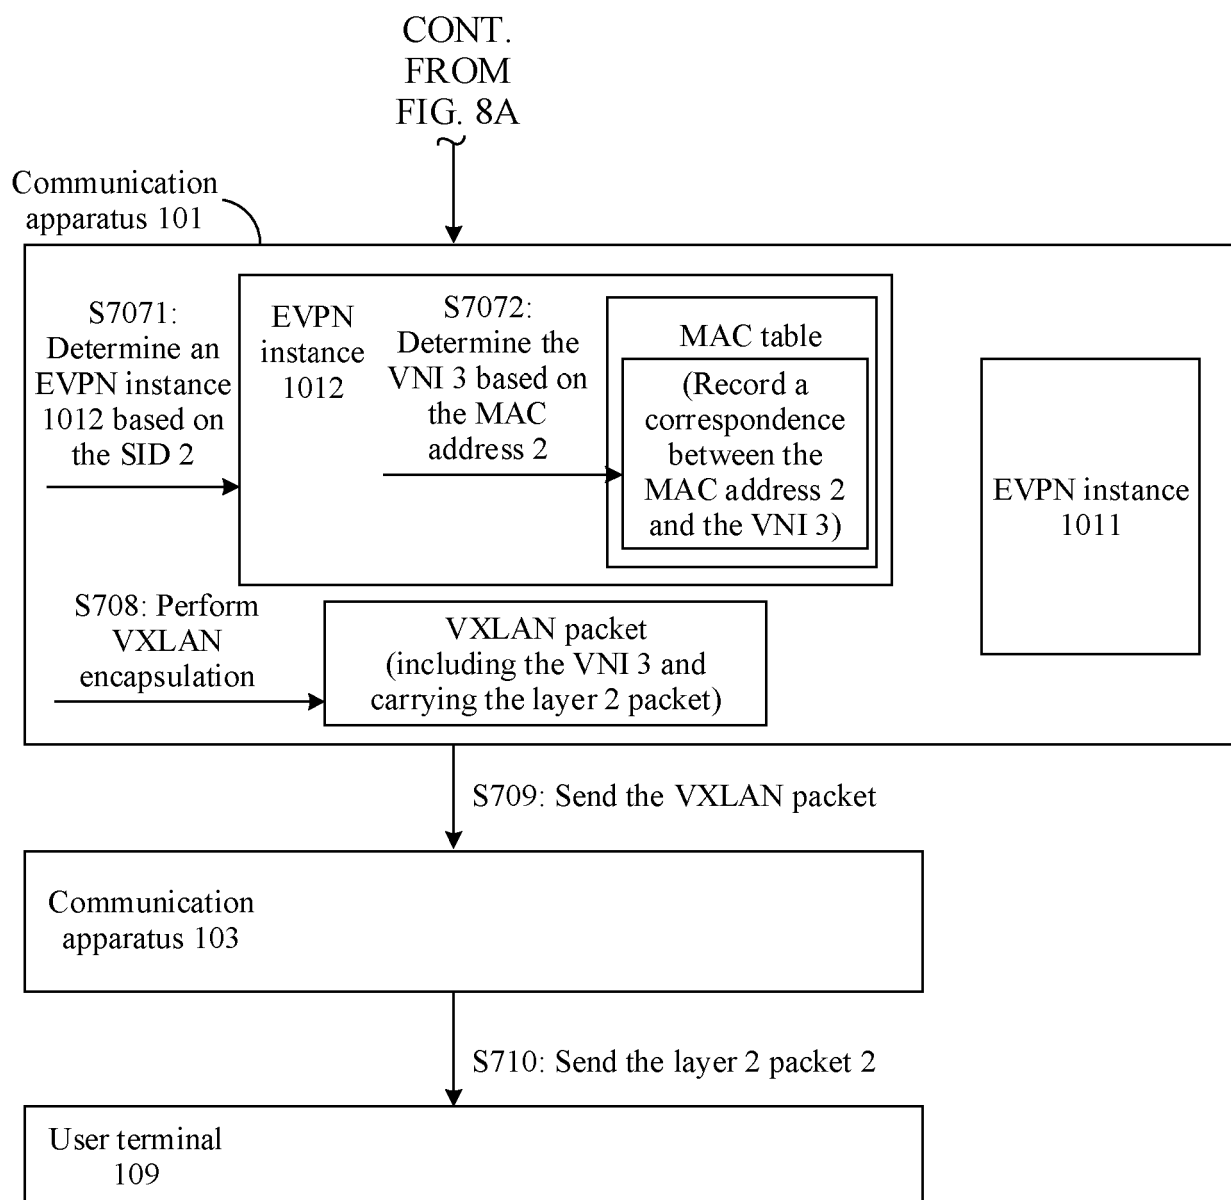 CONT.
FROM
FIG. 8A
Communication
apparatus 101
S7071:
Determine an
EVPN instance
1012 based on
the SID 2
EVPN
instance
1012
S7072:
Determine the
VNI 3 based on
the MAC
address 2
MAC table
(Record a
correspondence
between the
MAC address 2
and the VNI 3)
EVPN instance
1011
S708: Perform
VXLAN
encapsulation
VXLAN packet
(including the VNI 3 and
carrying the layer 2 packet)
S709: Send the VXLAN packet
Communication
apparatus 103
S710: Send the layer 2 packet 2
User terminal
109